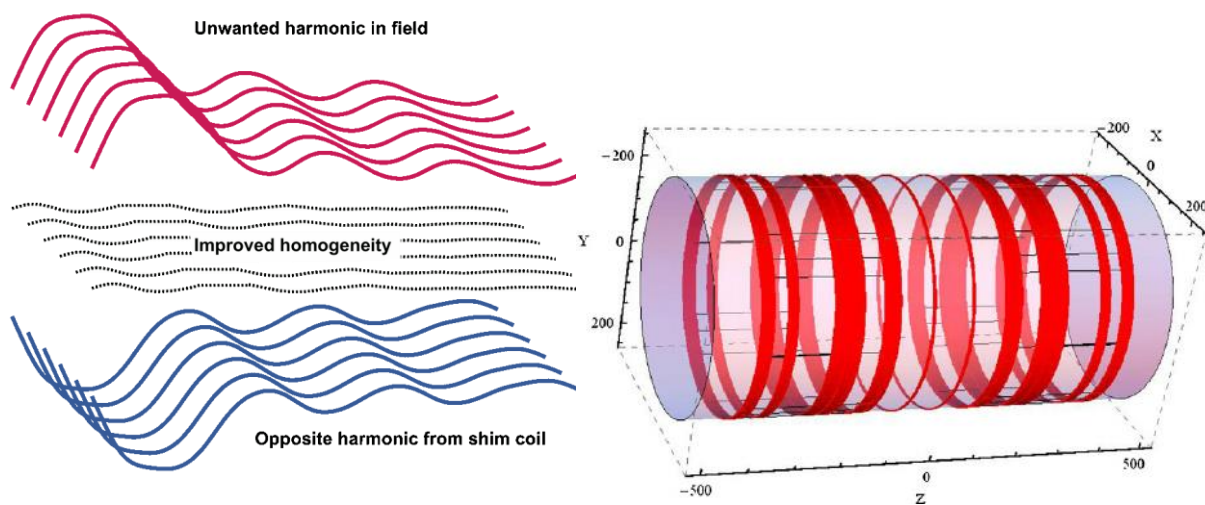 Unwanted harmonic in field
Improved homogeneity
Opposite harmonic from shim coil
-200
X
0
200
-200
Y
0
200
-500
0
500
Z